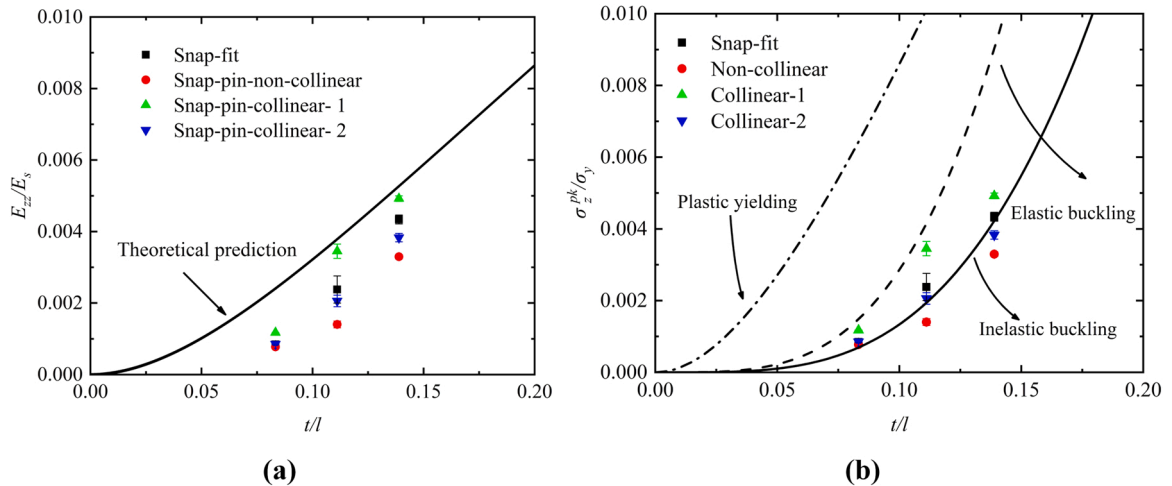 0.010
0.008
0.006
0.004
0.002
0.000
E_zz/E_s
Snap-fit
Snap-pin-non-collinear
Snap-pin-collinear- 1
Snap-pin-collinear- 2
Theoretical prediction
0.00 0.05 0.10 0.15 0.20
t/l
(a)
0.010
0.008
0.006
0.004
0.002
0.000
σ_z^pk/σ_y
Snap-fit
Non-collinear
Collinear-1
Collinear-2
Plastic yielding
Elastic buckling
Inelastic buckling
0.00 0.05 0.10 0.15 0.20
t/l
(b)